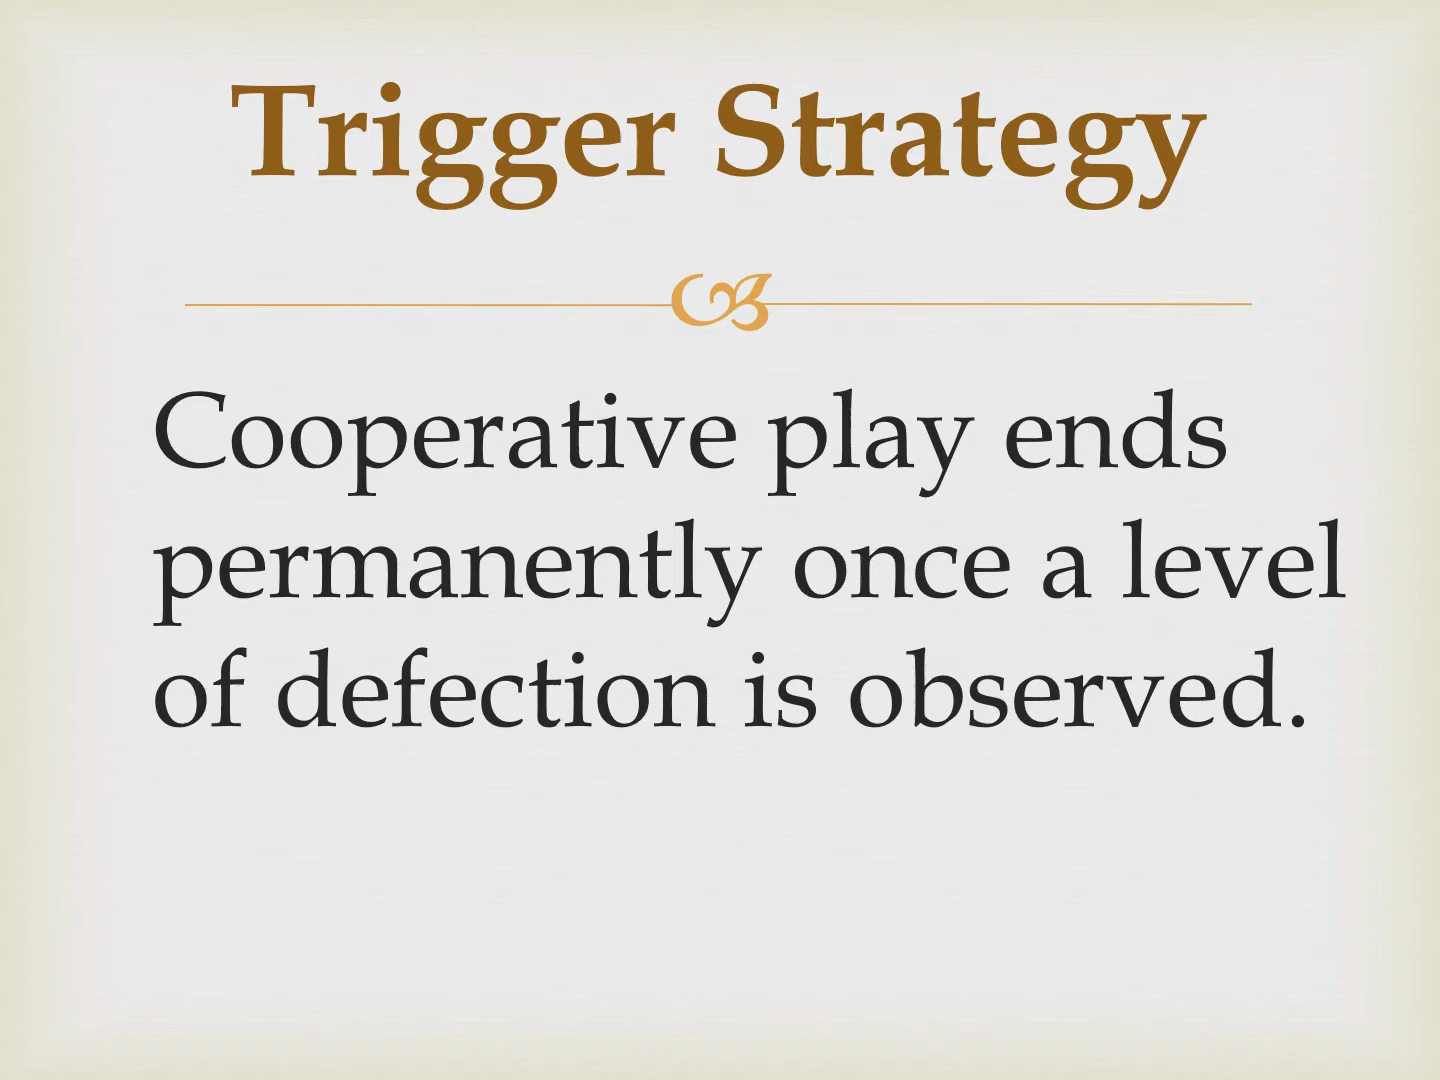 Trigger Strategy
Cooperative play ends
permanently once a level
of defection is observed.